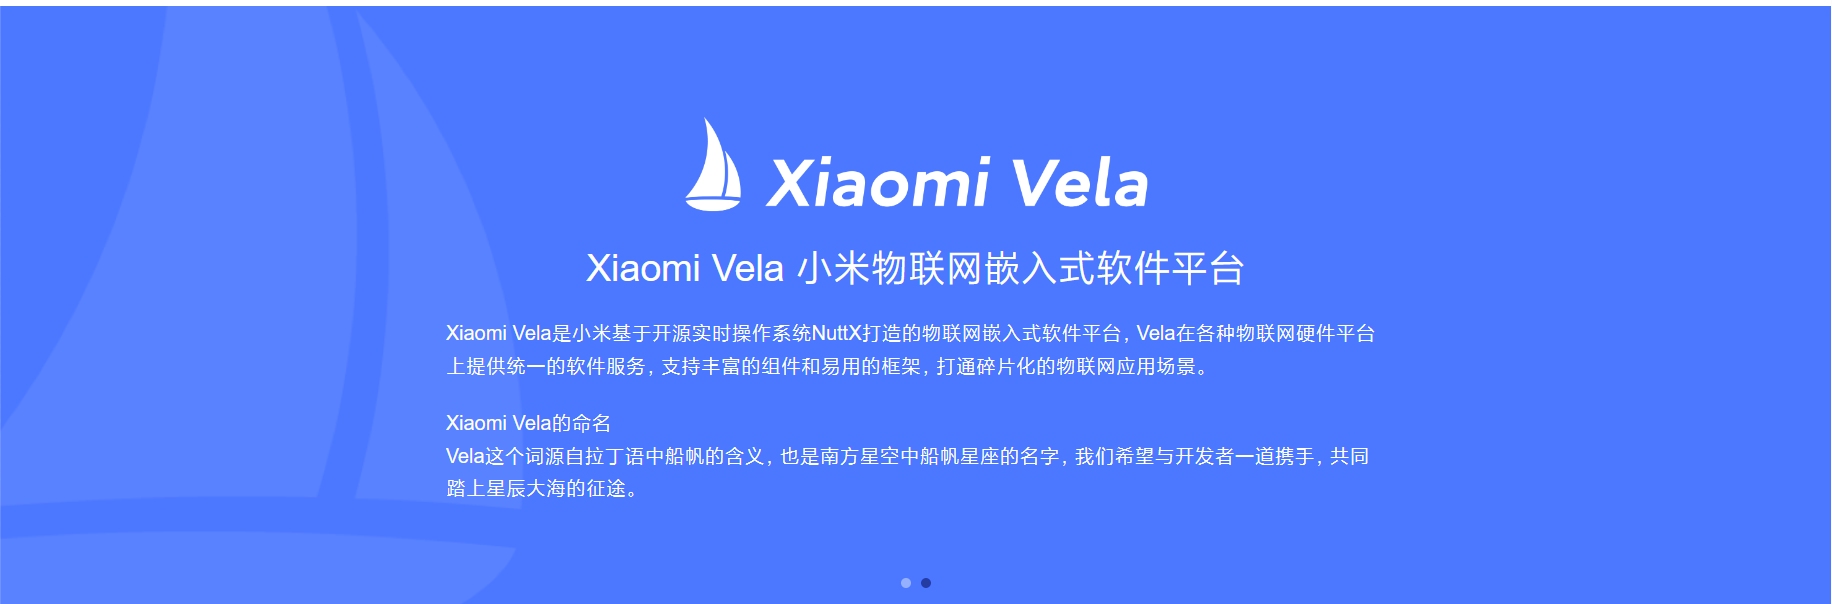 Xiaomi Vela
Xiaomi Vela 小米物联网嵌入式软件平台
Xiaomi Vela是小米基于开源实时操作系统NuttX打造的物联网嵌入式软件平台，Vela在各种物联网硬件平台
上提供统一的软件服务，支持丰富的组件和易用的框架，打通碎片化的物联网应用场景。
Xiaomi Vela的命名
Vela这个词源自拉丁语中船帆的含义，也是南方星空中船帆星座的名字，我们希望与开发者一道携手，共同
踏上星辰大海的征途。